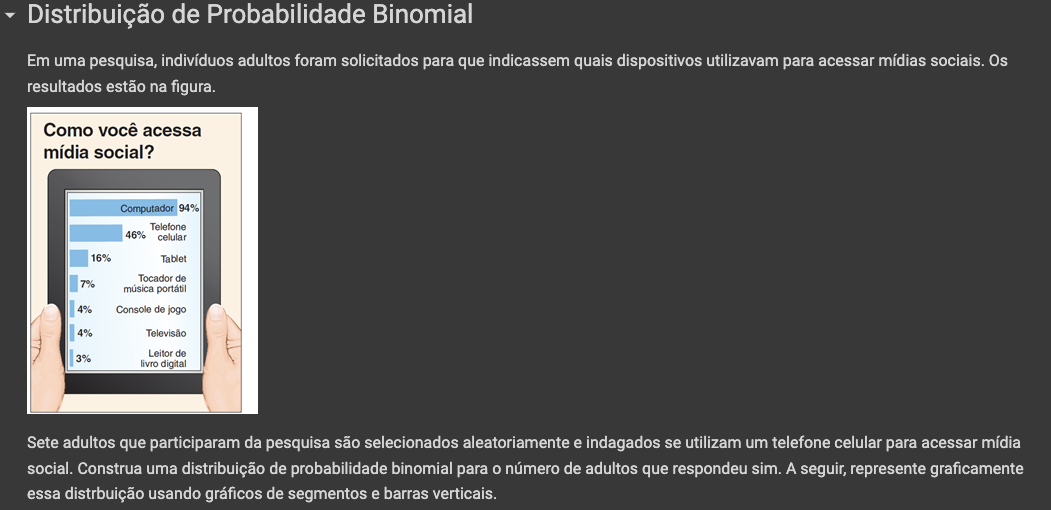 Distribuição de Probabilidade Binomial
Em uma pesquisa, indivíduos adultos foram solicitados para que indicassem quais dispositivos utilizavam para acessar mídias sociais. Os
resultados estão na figura.
Como você acessa
mídia social?
Computador 94%
46% Telefone
celular
16% Tablet
7% Tocador de
música portátil
4% Console de jogo
4% Televisão
3% Leitor de
livro digital
Sete adultos que participaram da pesquisa são selecionados aleatoriamente e indagados se utilizam um telefone celular para acessar mídia
social. Construa uma distribuição de probabilidade binomial para o número de adultos que respondeu sim. A seguir, represente graficamente
essa distrbuição usando gráficos de segmentos e barras verticais.